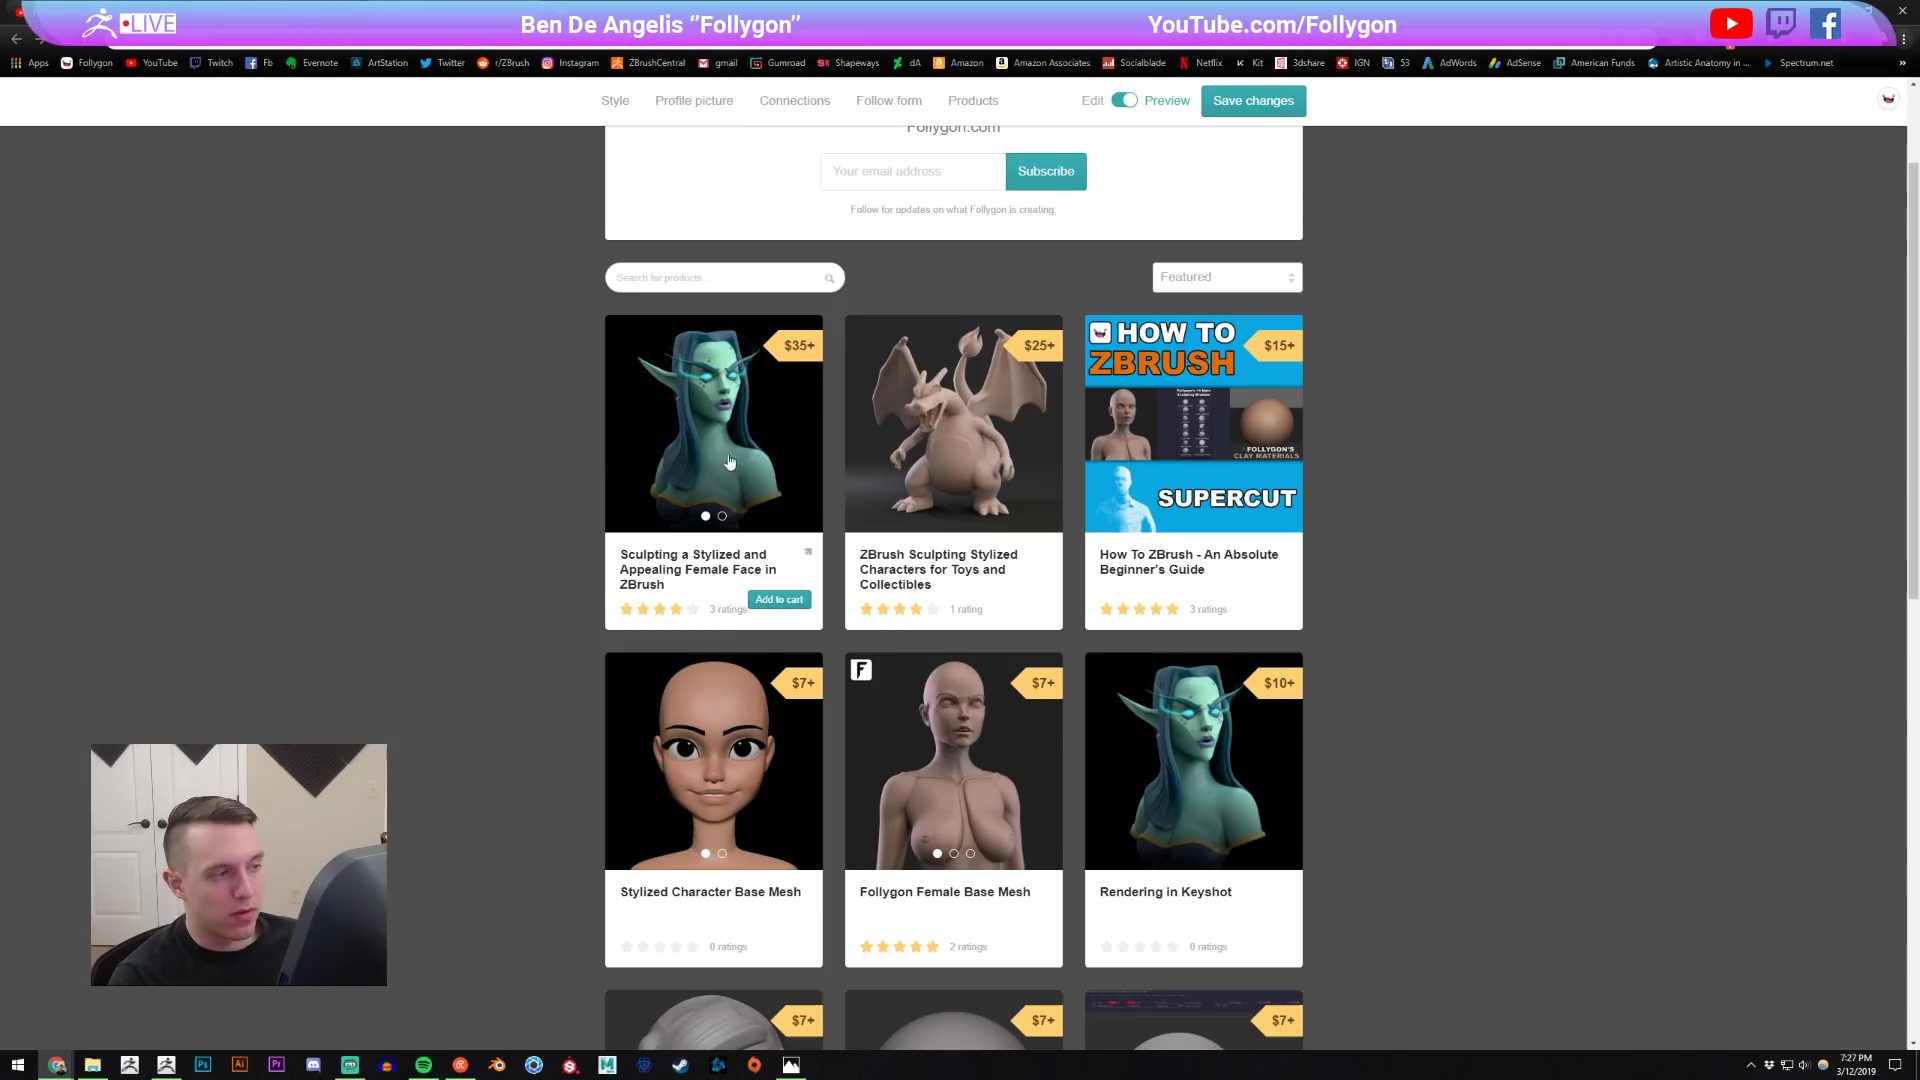 LIVE
Ben De Angelis "Follygon"
YouTube.com/Follygon
Apps Follygon YouTube Twitch Fb Evernote ArtStation Twitter r/ZBrush Instagram ZBrushCentral gmail Gumroad Shapeways dA Amazon Amazon Associates Socialblade Netflix Kit 3dshare IGN 53 AdWords AdSense American Funds Artistic Anatomy in ... Spectrum.net »
Style Profile picture Connections Follow form Products Edit Preview Save changes
Follygon.com
Your email address Subscribe
Follow for updates on what Follygon is creating.
Search for products... Featured
$35+
$25+
HOW TO
ZBRUSH
$15+
FOLLYGON'S
CLAY MATERIALS
SUPERCUT
Sculpting a Stylized and
Appealing Female Face in
ZBrush
3 ratings
Add to cart
ZBrush Sculpting Stylized
Characters for Toys and
Collectibles
1 rating
How To ZBrush - An Absolute
Beginner's Guide
3 ratings
$7+
F
$7+
$10+
Stylized Character Base Mesh
0 ratings
Follygon Female Base Mesh
2 ratings
Rendering in Keyshot
0 ratings
$7+
$7+
$7+
Ps Ai Pr M
7:27 PM
3/12/2019